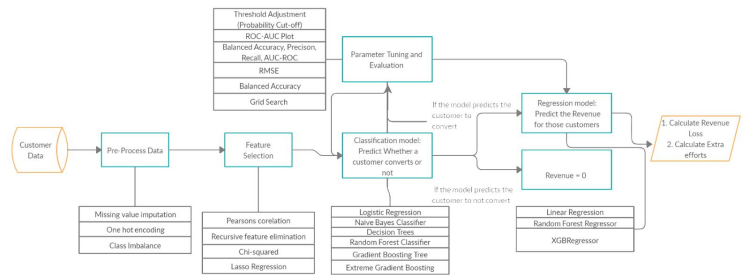 Threshold Adjustment
(Probability Cut-off)
ROC-AUC Plot
Balanced Accuracy, Precison,
Recall, AUC-ROC
RMSE
Balanced Accuracy
Grid Search
Parameter Tuning and
Evaluation
If the model predicts the
customer to
convert
Regression model:
Predict the Revenue
for those customers
1. Calculate Revenue
Loss
2. Calculate Extra
efforts
Customer
Data
Pre-Process Data
Feature
Selection
Classification model:
Predict Whether a
customer converts or
not
Revenue = 0
If the model predicts the
customer to not convert
Missing value imputation
One hot encoding
Class Imbalance
Pearsons corelation
Recursive feature elimination
Chi-squared
Lasso Regression
Logistic Regression
Naive Bayes Classifier
Decision Trees
Random Forest Classifier
Gradient Boosting Tree
Extreme Gradient Boosting
Linear Regression
Random Forest Regressor
XGBRegressor